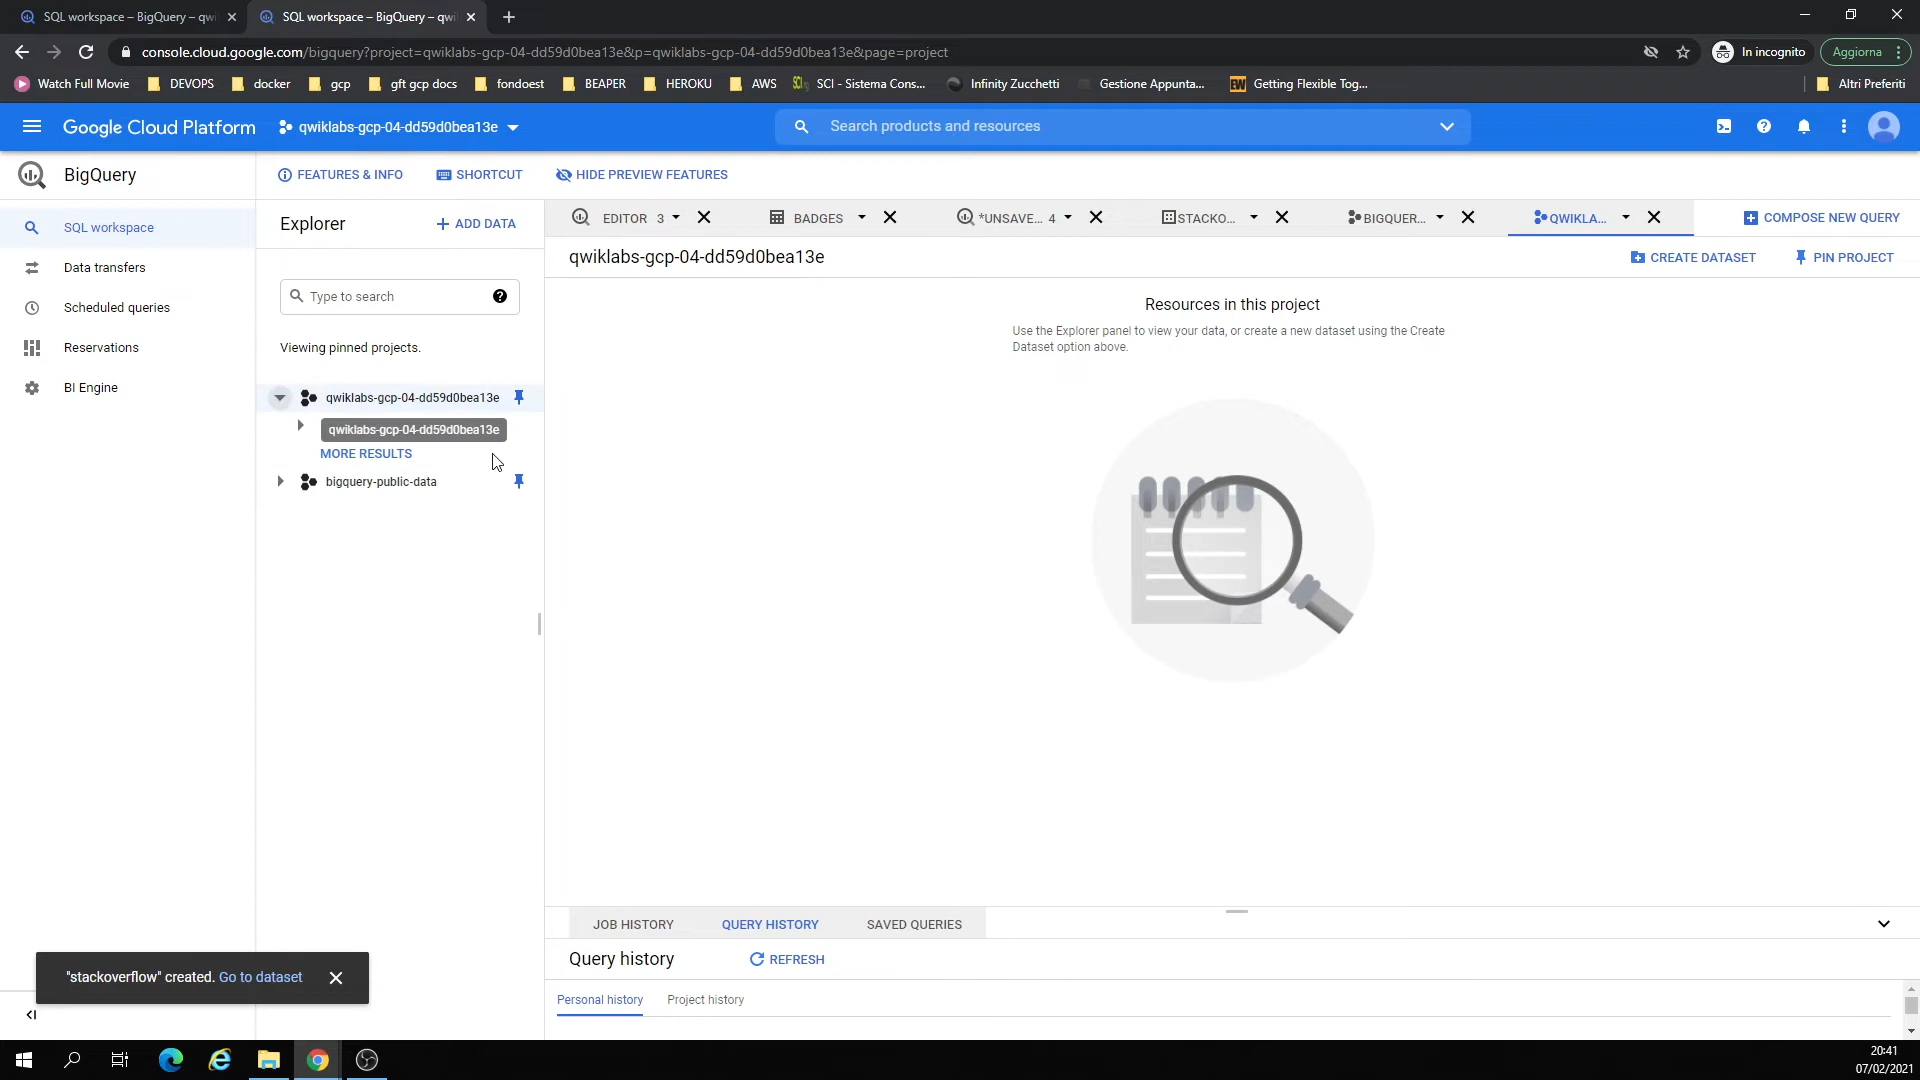 SQL workspace – BigQuery – qwi
SQL workspace – BigQuery – qwi
console.cloud.google.com/bigquery?project=qwiklabs-gcp-04-dd59d0bea13e&p=qwiklabs-gcp-04-dd59d0bea13e&page=project
In incognito
Aggiorna
Watch Full Movie
DEVOPS
docker
gcp
gft gcp docs
fondoest
BEAPER
HEROKU
AWS
SCI - Sistema Cons...
Infinity Zucchetti
Gestione Appunta...
Getting Flexible Tog...
Altri Preferiti
Google Cloud Platform
qwiklabs-gcp-04-dd59d0bea13e
Search products and resources
BigQuery
FEATURES & INFO
SHORTCUT
HIDE PREVIEW FEATURES
SQL workspace
Data transfers
Scheduled queries
Reservations
BI Engine
Explorer
ADD DATA
Type to search
Viewing pinned projects.
qwiklabs-gcp-04-dd59d0bea13e
qwiklabs-gcp-04-dd59d0bea13e
MORE RESULTS
bigquery-public-data
EDITOR 3
BADGES
*UNSAVE... 4
STACKO...
BIGQUER...
QWIKLA...
COMPOSE NEW QUERY
qwiklabs-gcp-04-dd59d0bea13e
CREATE DATASET
PIN PROJECT
Resources in this project
Use the Explorer panel to view your data, or create a new dataset using the Create
Dataset option above.
JOB HISTORY
QUERY HISTORY
SAVED QUERIES
Query history
REFRESH
Personal history
Project history
"stackoverflow" created. Go to dataset
20:41
07/02/2021